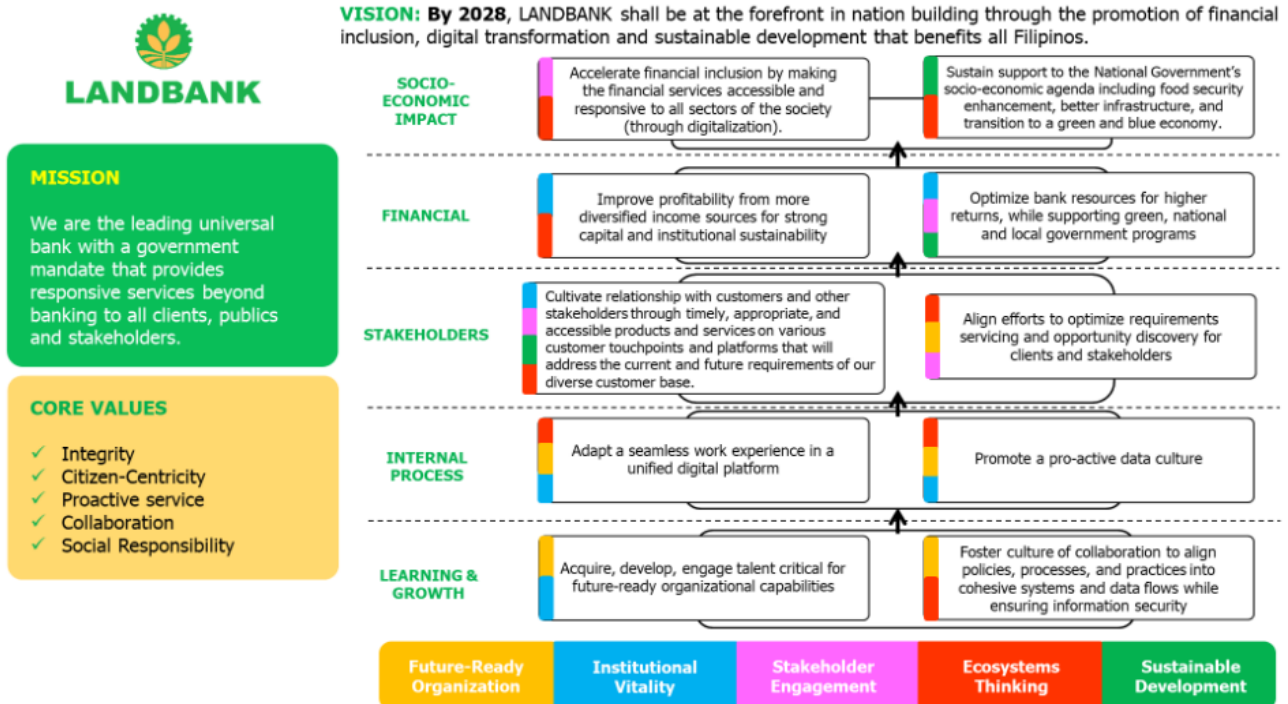 VISION: By 2028, LANDBANK shall be at the forefront in nation building through the promotion of financial
inclusion, digital transformation and sustainable development that benefits all Filipinos.
LANDBANK
MISSION
We are the leading universal
bank with a government
mandate that provides
responsive services beyond
banking to all clients, publics
and stakeholders.
CORE VALUES
✓ Integrity
✓ Citizen-Centricity
✓ Proactive service
✓ Collaboration
✓ Social Responsibility
SOCIO-
ECONOMIC
IMPACT
Accelerate financial inclusion by making
the financial services accessible and
responsive to all sectors of the society
(through digitalization).
Sustain support to the National Government's
socio-economic agenda including food security
enhancement, better infrastructure, and
transition to a green and blue economy.
FINANCIAL
Improve profitability from more
diversified income sources for strong
capital and institutional sustainability
Optimize bank resources for higher
returns, while supporting green, national
and local government programs
STAKEHOLDERS
Cultivate relationship with customers and other
stakeholders through timely, appropriate, and
accessible products and services on various
customer touchpoints and platforms that will
address the current and future requirements of our
diverse customer base.
Align efforts to optimize requirements
servicing and opportunity discovery for
clients and stakeholders
INTERNAL
PROCESS
Adapt a seamless work experience in a
unified digital platform
Promote a pro-active data culture
LEARNING &
GROWTH
Acquire, develop, engage talent critical for
future-ready organizational capabilities
Foster culture of collaboration to align
policies, processes, and practices into
cohesive systems and data flows while
ensuring information security
Future-Ready
Organization
Institutional
Vitality
Stakeholder
Engagement
Ecosystems
Thinking
Sustainable
Development